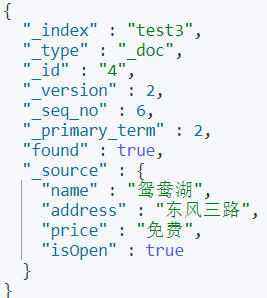 {
"_index" : "test3",
"_type" : "_doc",
"_id" : "4",
"_version" : 2,
"_seq_no" : 6,
"_primary_term" : 2,
"found" : true,
"_source" : {
"name" : "鸳鸯湖",
"address" : "东风三路",
"price" : "免费",
"isOpen" : true
}
}